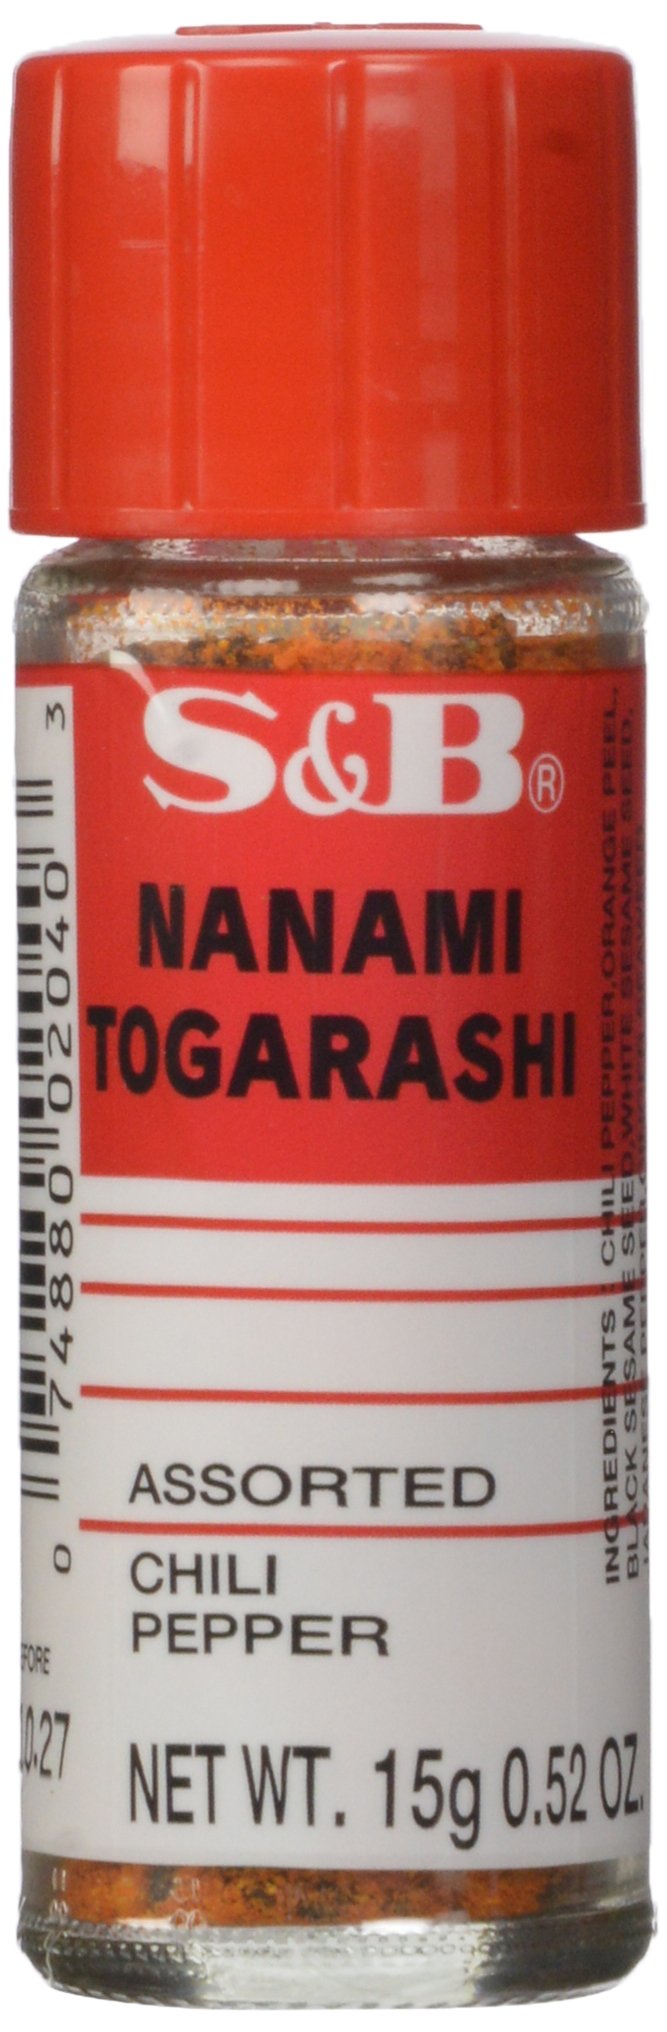 S&B®
NANAMI
TOGARASHI
ASSORTED
CHILI
PEPPER
NET WT. 15g 0.52 OZ.
0 74880 02040 3
INGREDIENTS : CHILI PEPPER,ORANGE PEEL,
BLACK SESAME SEED,WHITE SESAME SEED,